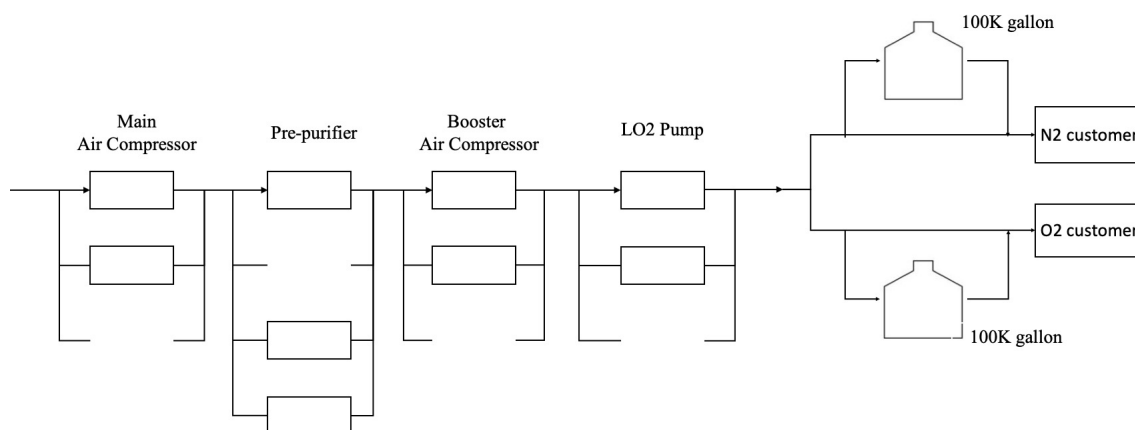 100K gallon
Main
Air Compressor
Pre-purifier
Booster
Air Compressor
LO2 Pump
N2 customer
O2 customer
100K gallon